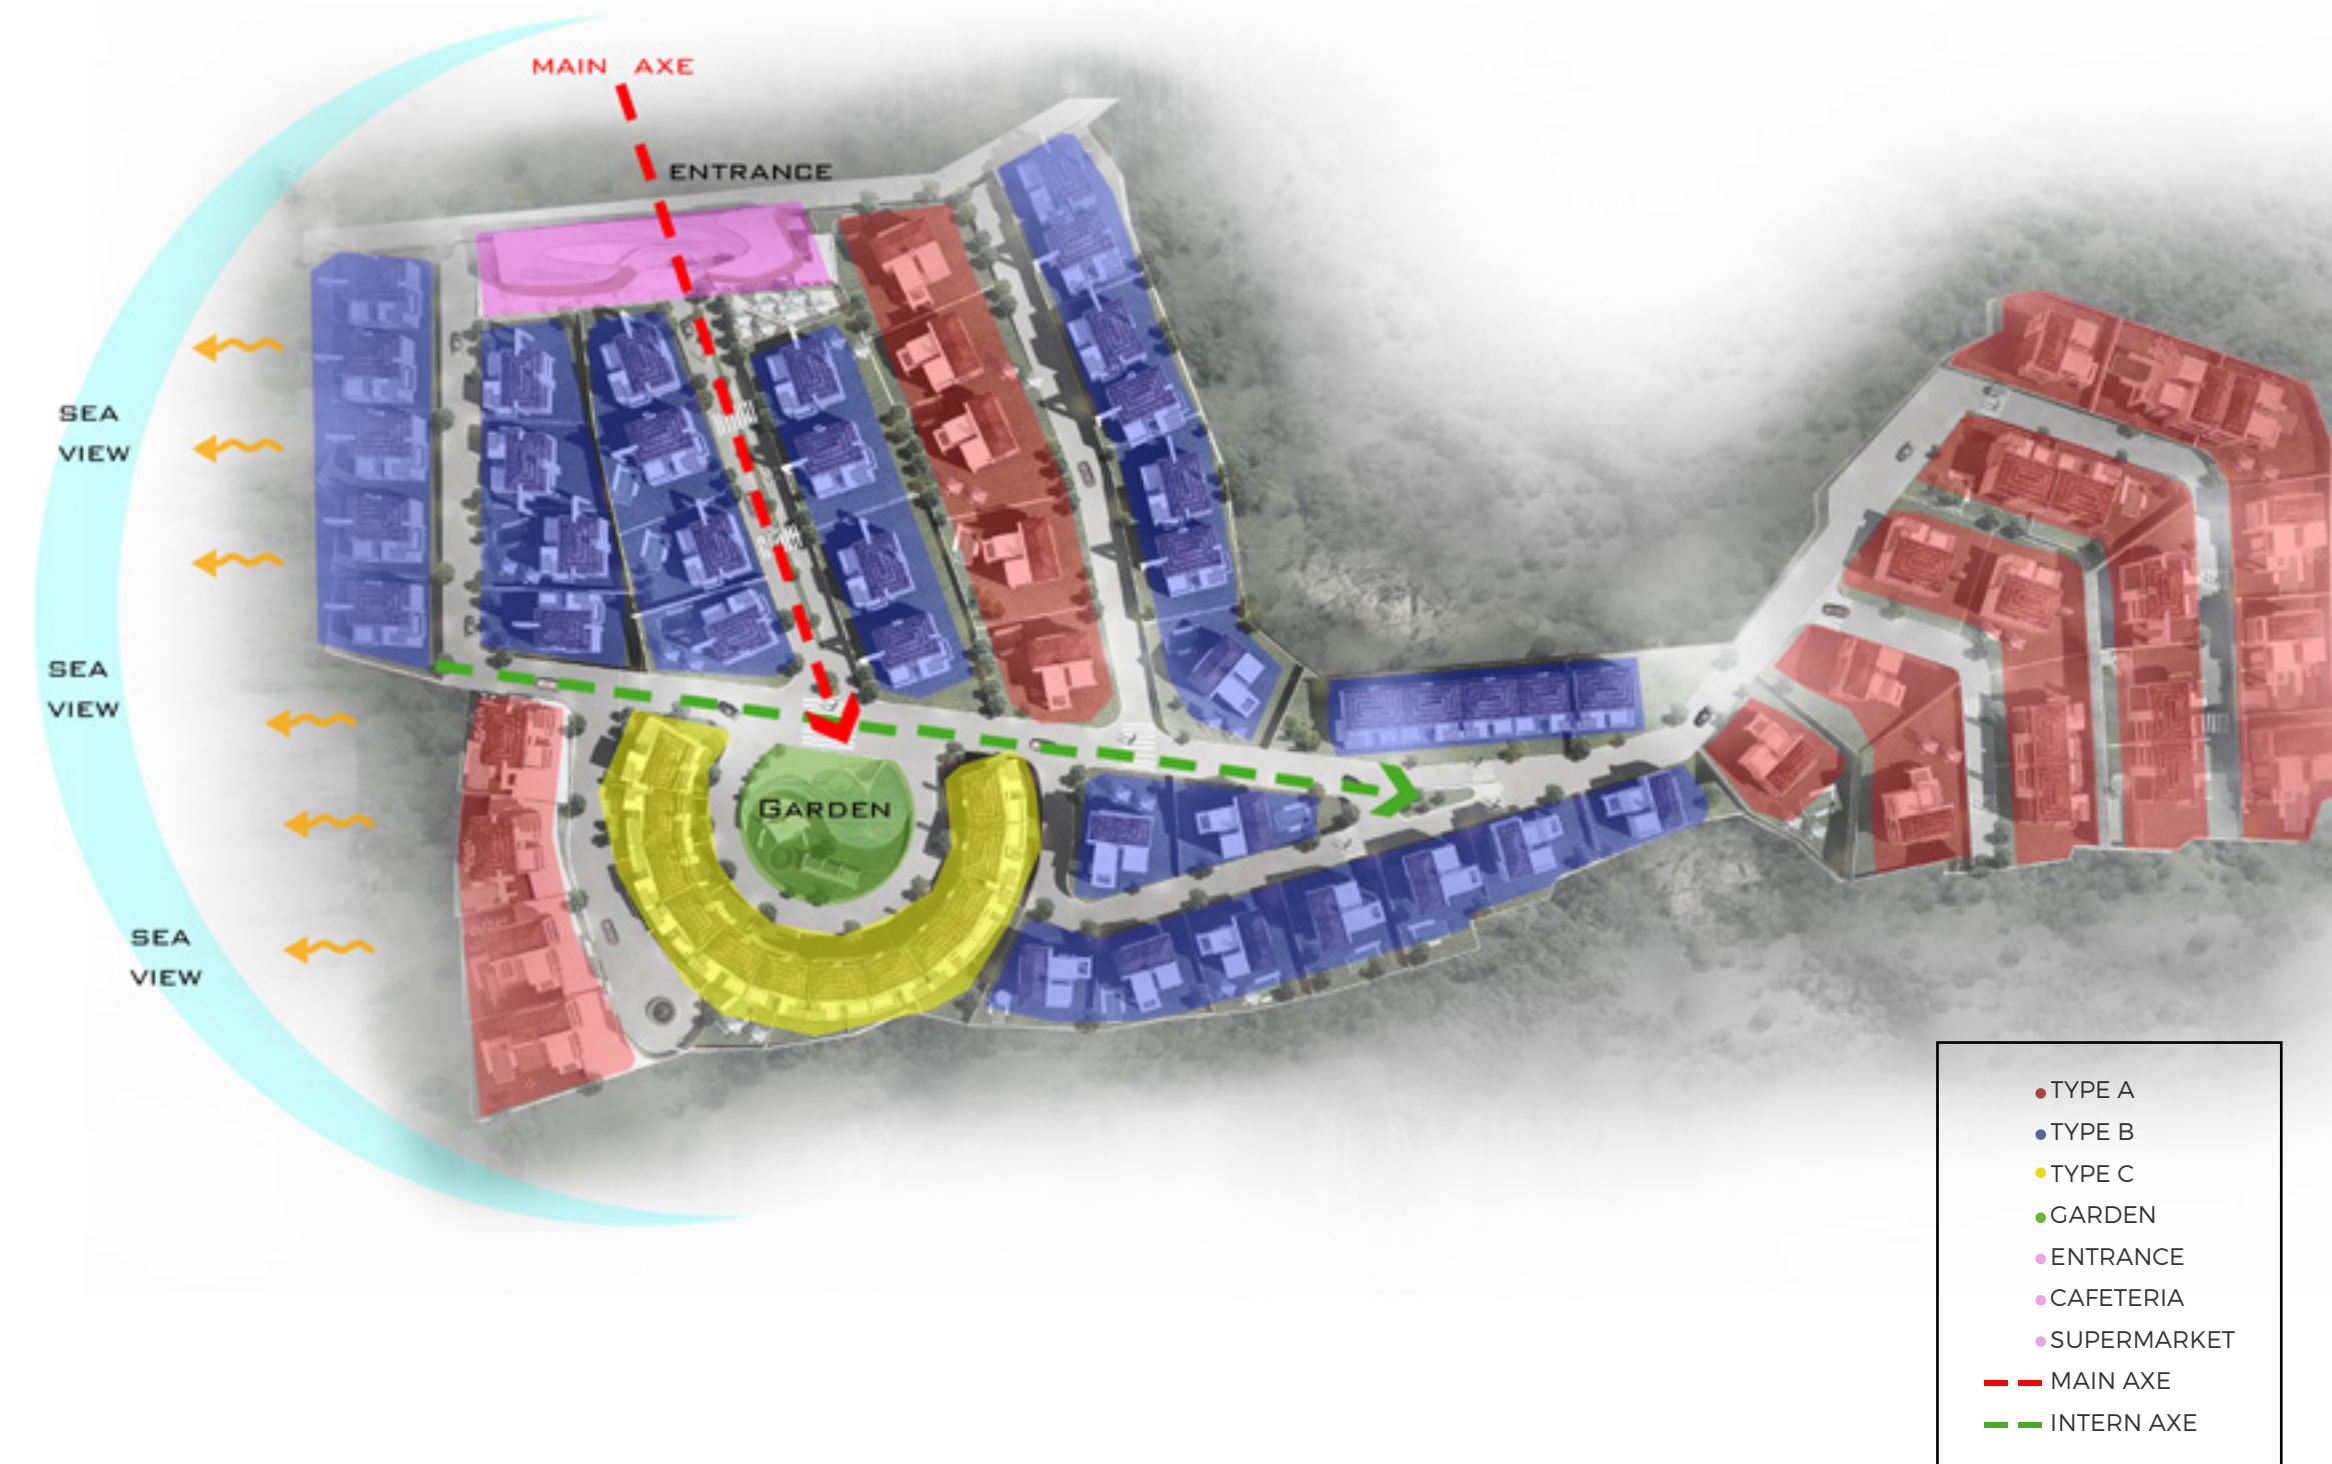 MAIN AXE
ENTRANCE
SEA
VIEW
SEA
VIEW
GARDEN
SEA
VIEW
TYPE A
TYPE B
TYPE C
GARDEN
ENTRANCE
CAFETERIA
SUPERMARKET
MAIN AXE
INTERN AXE